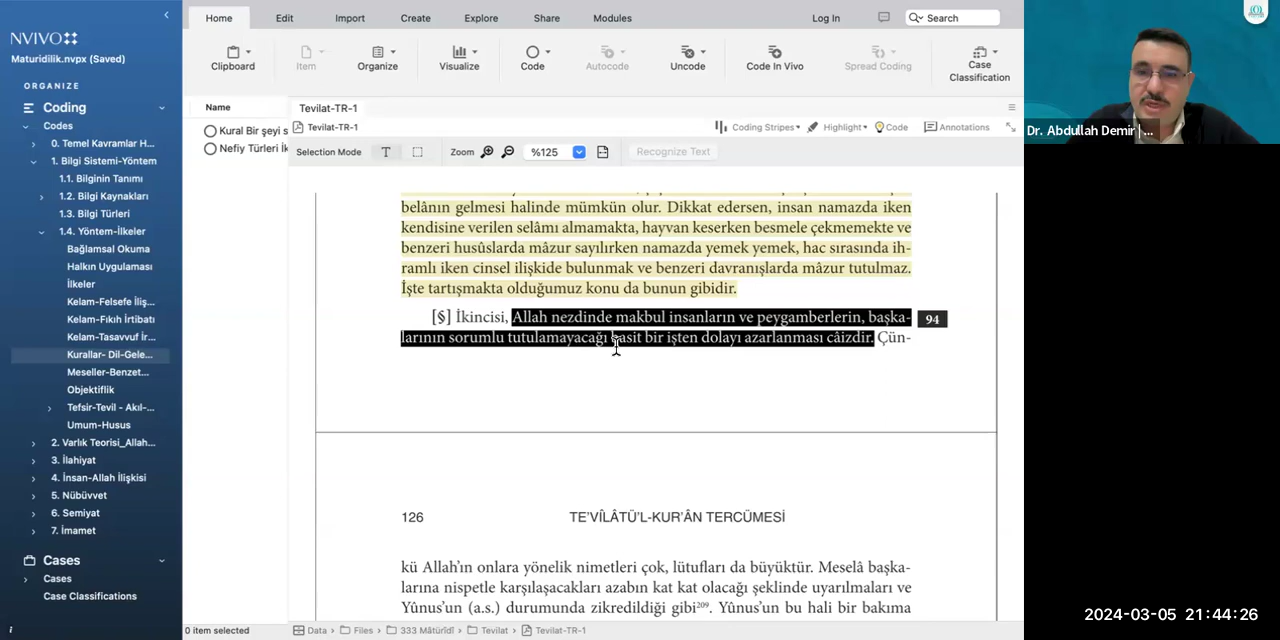 NVIVO
Maturidilik.nvpx (Saved)
ORGANIZE
Coding
Codes
0. Temel Kavramlar H...
1. Bilgi Sistemi-Yöntem
1.1. Bilginin Tanımı
1.2. Bilgi Kaynakları
1.3. Bilgi Türleri
1.4. Yöntem-İlkeler
Bağlamsal Okuma
Halkın Uygulaması
İlkeler
Kelam-Felsefe İliş...
Kelam-Fıkıh İrtibatı
Kelam-Tasavvuf İr...
Kurallar- Dil-Gele...
Meseller-Benzet...
Objektiflik
Tefsir-Tevil - Akıl-...
Umum-Husus
2. Varlık Teorisi_Allah...
3. İlahiyat
4. İnsan-Allah İlişkisi
5. Nübüvvet
6. Semiyat
7. İmamet
Cases
Cases
Case Classifications
Home Edit Import Create Explore Share Modules Log In Search
Clipboard Item Organize Visualize Code Autocode Uncode Code In Vivo Spread Coding Case Classification
Name
Kural Bir şeyi s
Nefiy Türleri İk
0 item selected
Tevilat-TR-1
Tevilat-TR-1
Coding Stripes Highlight Code Annotations
Selection Mode T Zoom %125 Recognize Text
belânın gelmesi halinde mümkün olur. Dikkat edersen, insan namazda iken
kendisine verilen selâmı almamakta, hayvan keserken besmele çekmemekte ve
benzeri husûslarda mâzur sayılırken namazda yemek yemek, hac sırasında ih-
ramlı iken cinsel ilişkide bulunmak ve benzeri davranışlarda mâzur tutulmaz.
İşte tartışmakta olduğumuz konu da bunun gibidir.
[§] İkincisi, Allah nezdinde makbul insanların ve peygamberlerin, başka- 94
larının sorumlu tutulamayacağı basit bir işten dolayı azarlanması câizdir. Çün-
126 TE'VÎLÂTÜ'L-KUR'ÂN TERCÜMESİ
kü Allah'ın onlara yönelik nimetleri çok, lütufları da büyüktür. Meselâ başka-
larına nispetle karşılaşacakları azabın kat kat olacağı şeklinde uyarılmaları ve
Yûnus'un (a.s.) durumunda zikredildiği gibi²⁰⁹. Yûnus'un bu hali bir bakıma
Data Files 333 Mâtürîdî Tevilat Tevilat-TR-1
Dr. Abdullah Demir | ...
2024-03-05 21:44:26